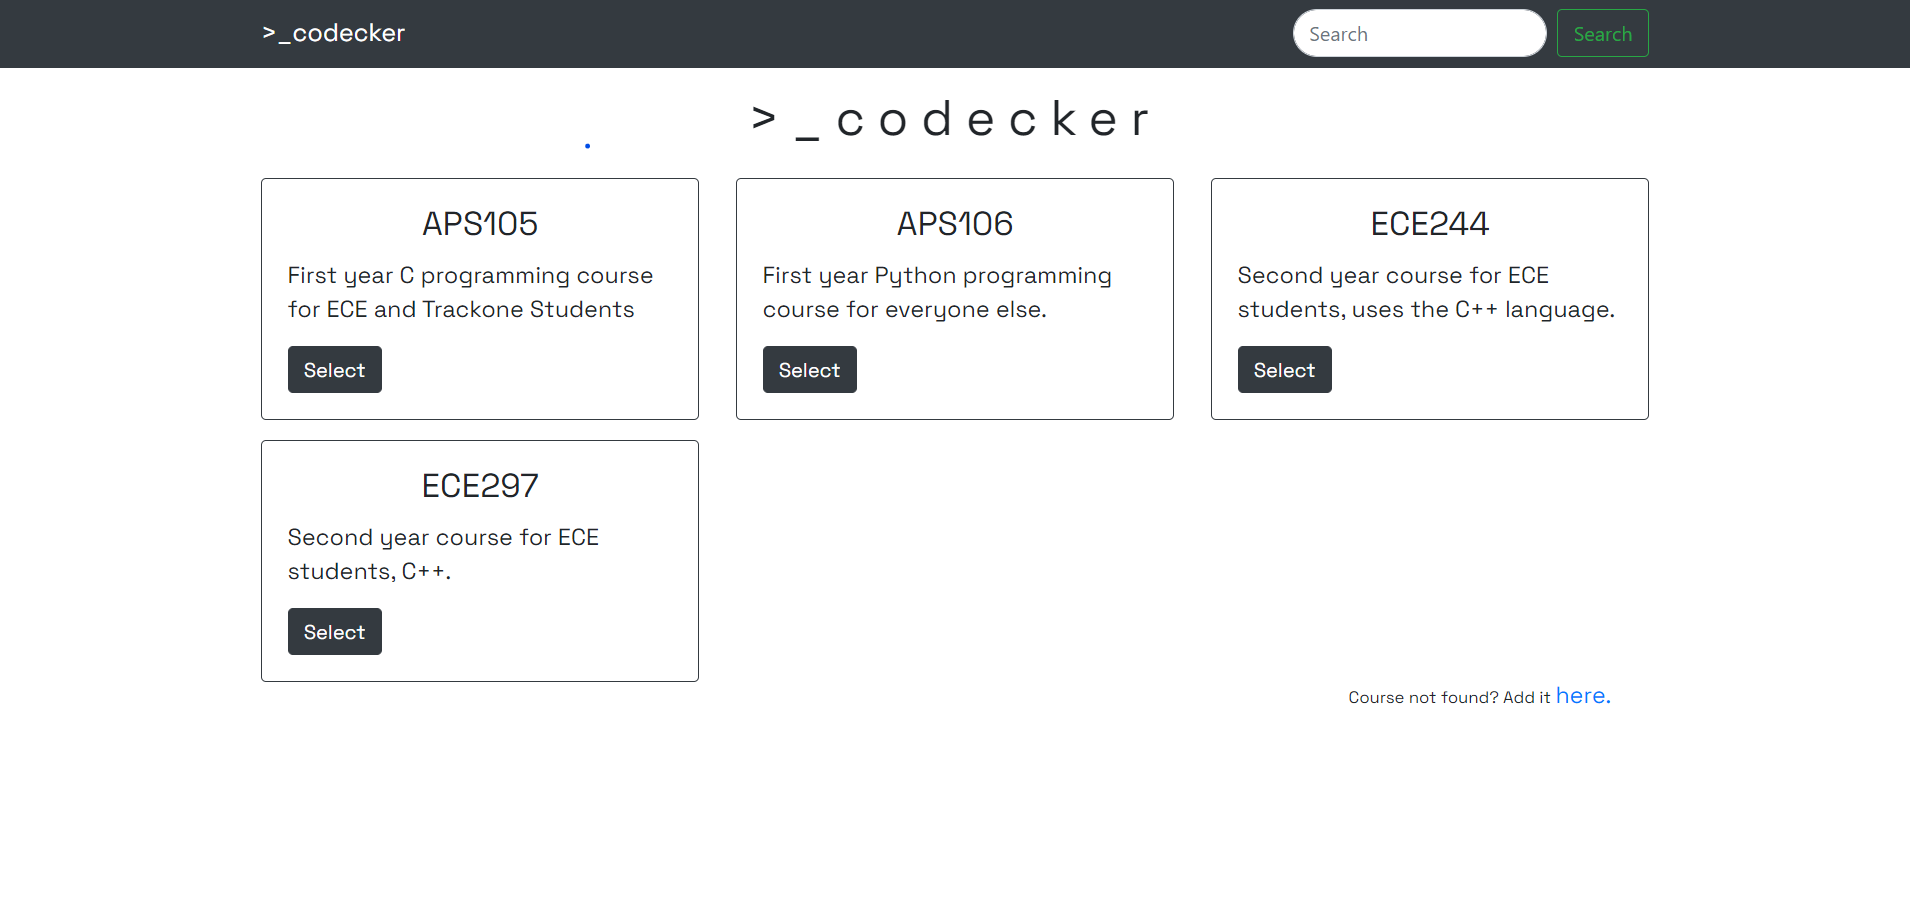 >_codecker
Search
Search
>_codecker
APS105
First year C programming course
for ECE and Trackone Students
Select
APS106
First year Python programming
course for everyone else.
Select
ECE244
Second year course for ECE
students, uses the C++ language.
Select
ECE297
Second year course for ECE
students, C++.
Select
Course not found? Add it here.